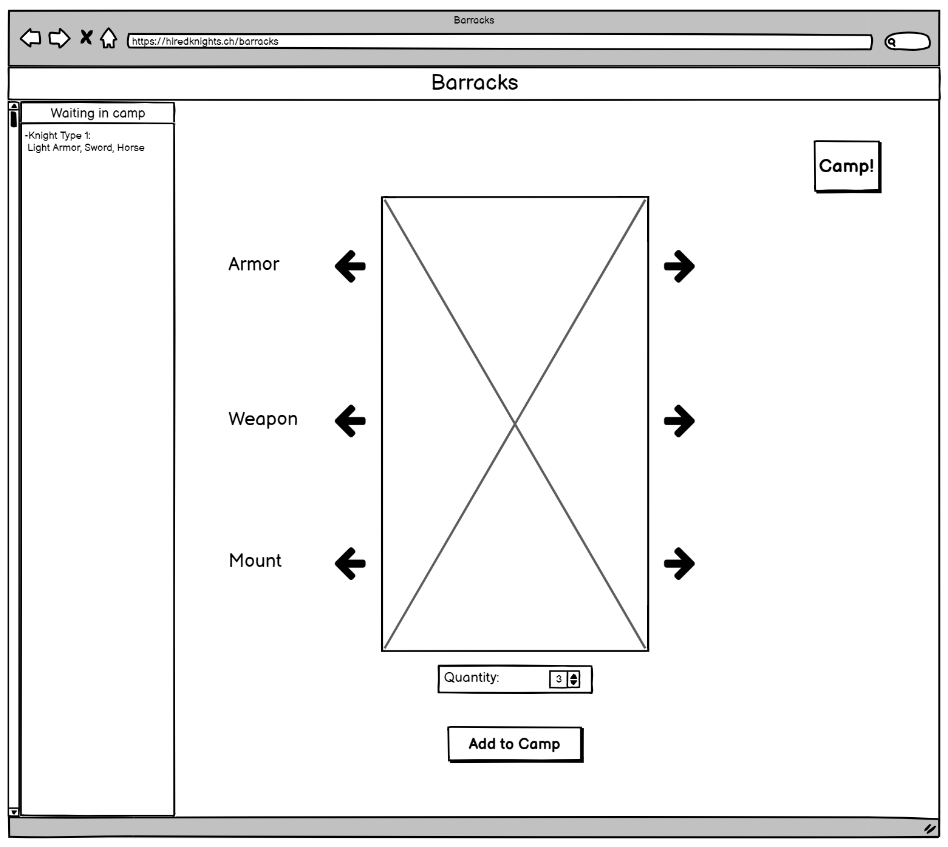 Barracks
https://hiredknights.ch/barracks
Barracks
Waiting in camp
-Knight Type 1:
Light Armor, Sword, Horse
Camp!
Armor
Weapon
Mount
Quantity: 3
Add to Camp